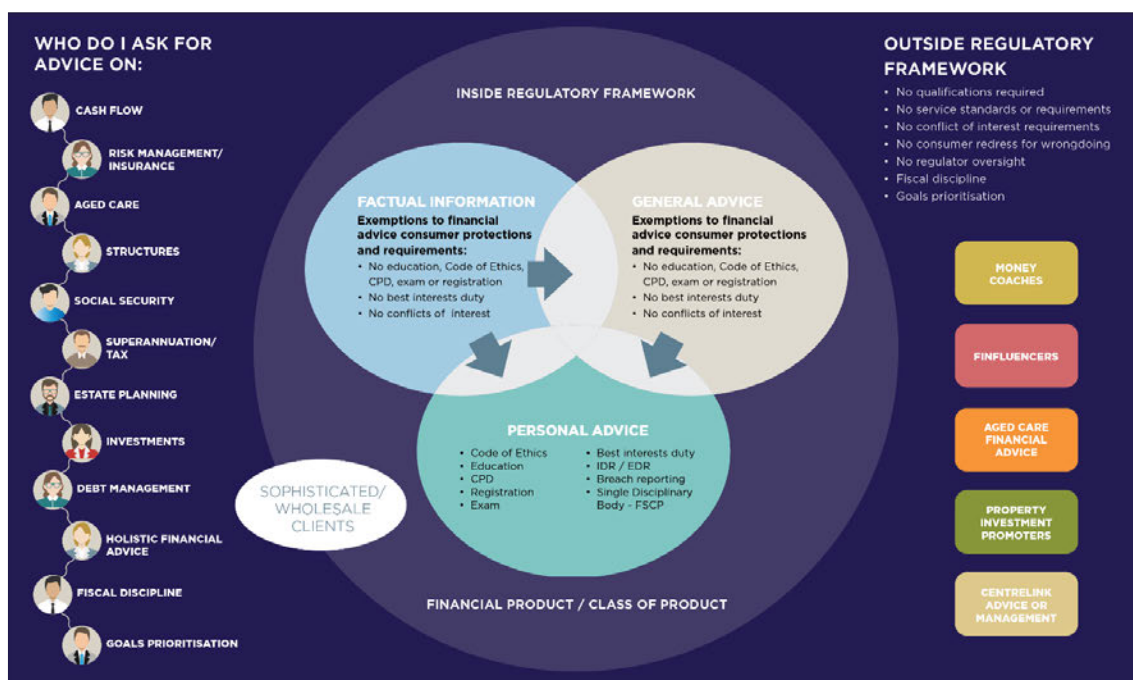 WHO DO I ASK FOR
ADVICE ON:
CASH FLOW
RISK MANAGEMENT/
INSURANCE
AGED CARE
STRUCTURES
SOCIAL SECURITY
SUPERANNUATION/
TAX
ESTATE PLANNING
INVESTMENTS
DEBT MANAGEMENT
HOLISTIC FINANCIAL
ADVICE
FISCAL DISCIPLINE
GOALS PRIORITISATION
INSIDE REGULATORY FRAMEWORK
FACTUAL INFORMATION
Exemptions to financial
advice consumer protections
and requirements:
• No education, Code of Ethics,
CPD, exam or registration
• No best interests duty
• No conflicts of interest
GENERAL ADVICE
Exemptions to financial
advice consumer protections
and requirements:
• No education, Code of Ethics,
CPD, exam or registration
• No best interests duty
• No conflicts of interest
PERSONAL ADVICE
• Code of Ethics
• Education
• CPD
• Registration
• Exam
• Best interests duty
• IDR / EDR
• Breach reporting
• Single Disciplinary
Body - FSCP
SOPHISTICATED/
WHOLESALE
CLIENTS
FINANCIAL PRODUCT / CLASS OF PRODUCT
OUTSIDE REGULATORY
FRAMEWORK
• No qualifications required
• No service standards or requirements
• No conflict of interest requirements
• No consumer redress for wrongdoing
• No regulator oversight
• Fiscal discipline
• Goals prioritisation
MONEY
COACHES
FINFLUENCERS
AGED CARE
FINANCIAL
ADVICE
PROPERTY
INVESTMENT
PROMOTERS
CENTRELINK
ADVICE OR
MANAGEMENT